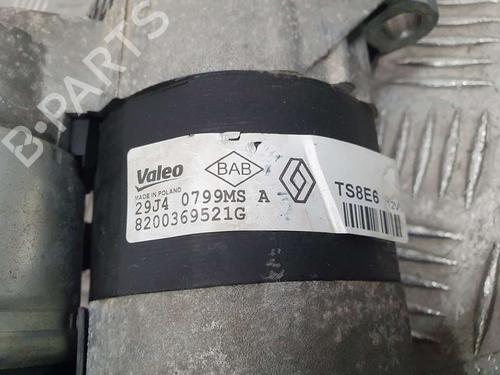 B-PARTS
Valeo
MADE IN POLAND
BAB
29J4 0799MS A
8200369521G
TS8E6 12V